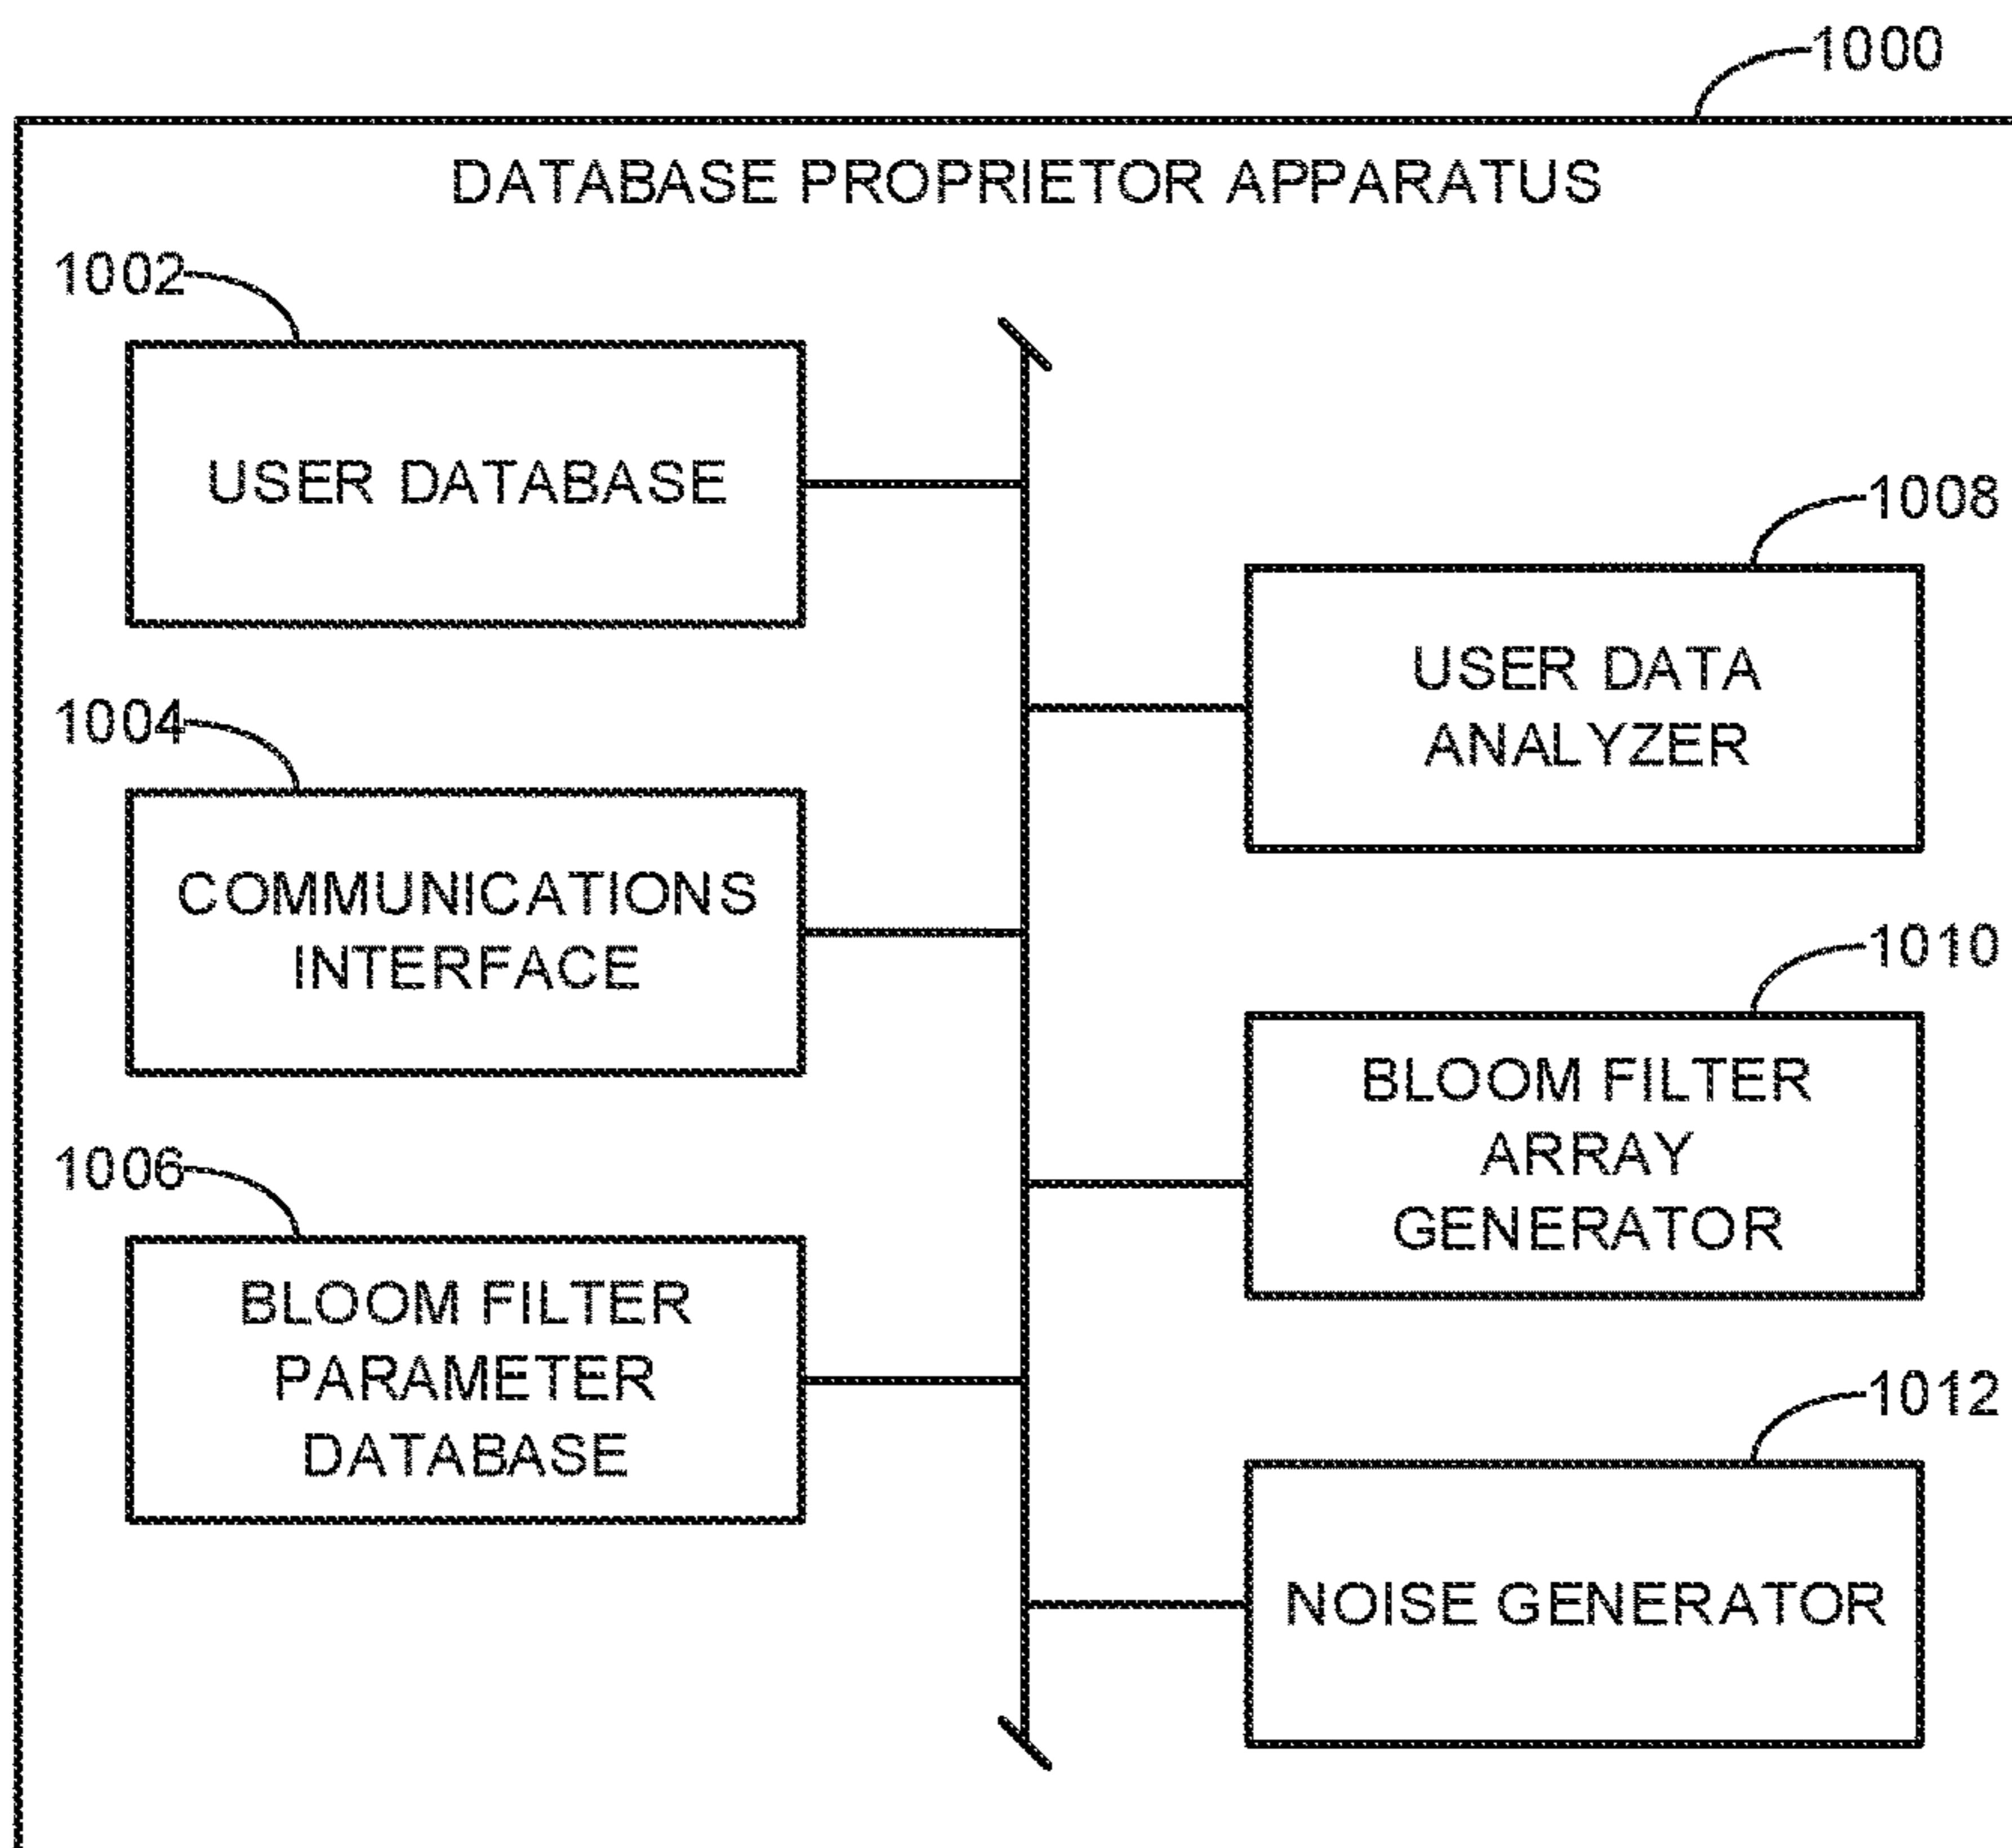 1000
DATABASE PROPRIETOR APPARATUS
1002
USER DATABASE
1004
COMMUNICATIONS
INTERFACE
1006
BLOOM FILTER
PARAMETER
DATABASE
1008
USER DATA
ANALYZER
1010
BLOOM FILTER
ARRAY
GENERATOR
1012
NOISE GENERATOR